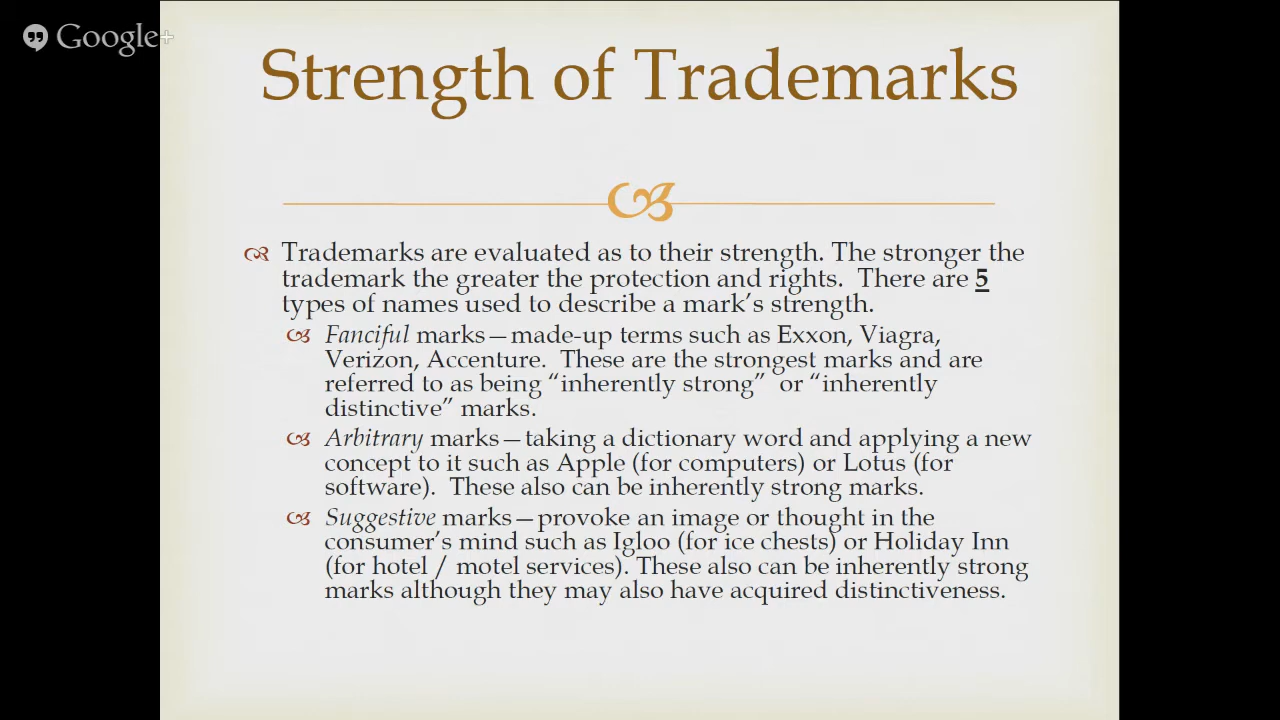 Google+
Strength of Trademarks
Trademarks are evaluated as to their strength. The stronger the
trademark the greater the protection and rights.  There are 5
types of names used to describe a mark's strength.
Fanciful marks—made-up terms such as Exxon, Viagra,
Verizon, Accenture.  These are the strongest marks and are
referred to as being “inherently strong”  or “inherently
distinctive” marks.
Arbitrary marks—taking a dictionary word and applying a new
concept to it such as Apple (for computers) or Lotus (for
software).  These also can be inherently strong marks.
Suggestive marks—provoke an image or thought in the
consumer's mind such as Igloo (for ice chests) or Holiday Inn
(for hotel / motel services). These also can be inherently strong
marks although they may also have acquired distinctiveness.